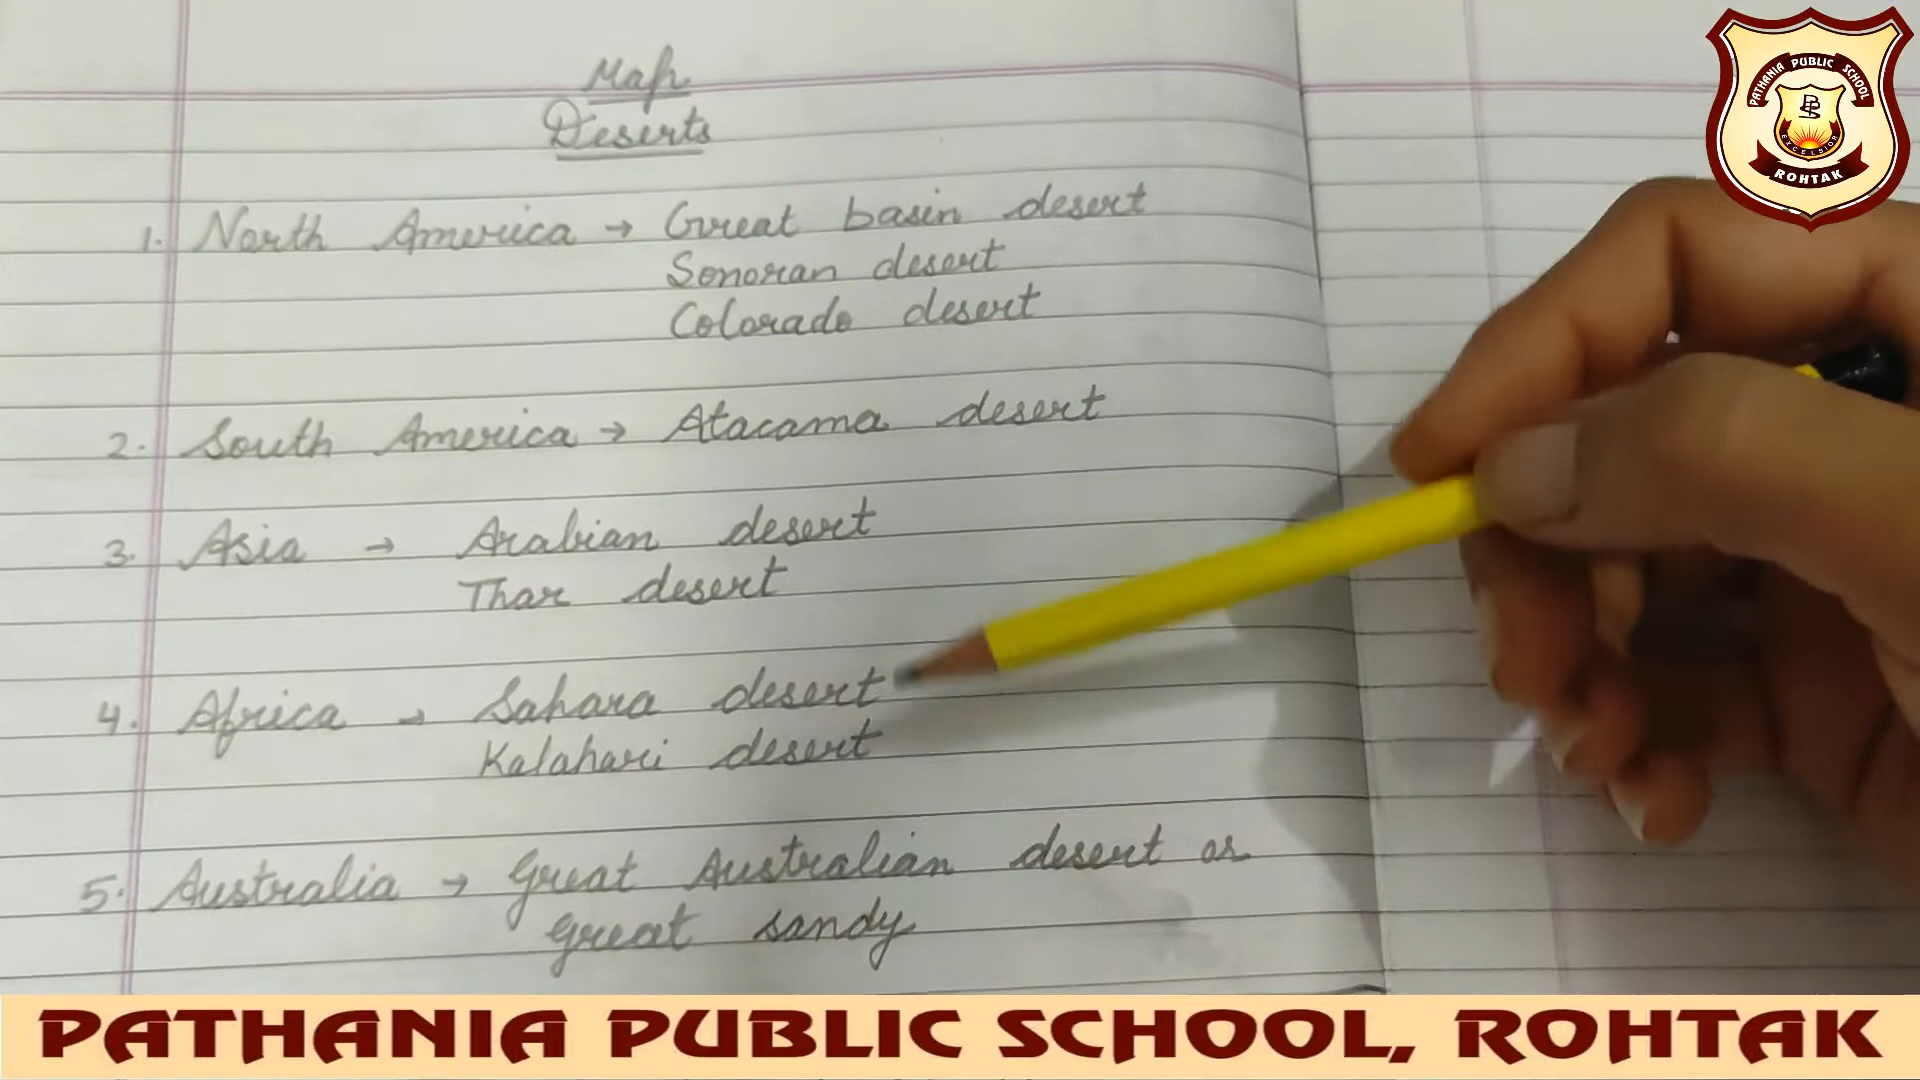 Map
Deserts
1. North America → Great basin desert
Sonoran desert
Colorado desert
2. South America → Atacama desert
3. Asia → Arabian desert
Thar desert
4. Africa → Sahara desert
Kalahari desert
5. Australia → Great Australian desert or
Great sandy
PATHANIA PUBLIC SCHOOL
EXCELSIOR
ROHTAK
PATHANIA PUBLIC SCHOOL, ROHTAK